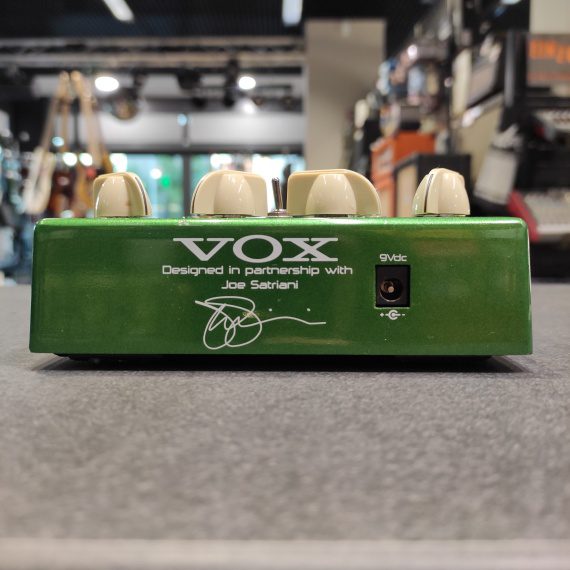 VOX
Designed in partnership with
Joe Satriani
9Vdc